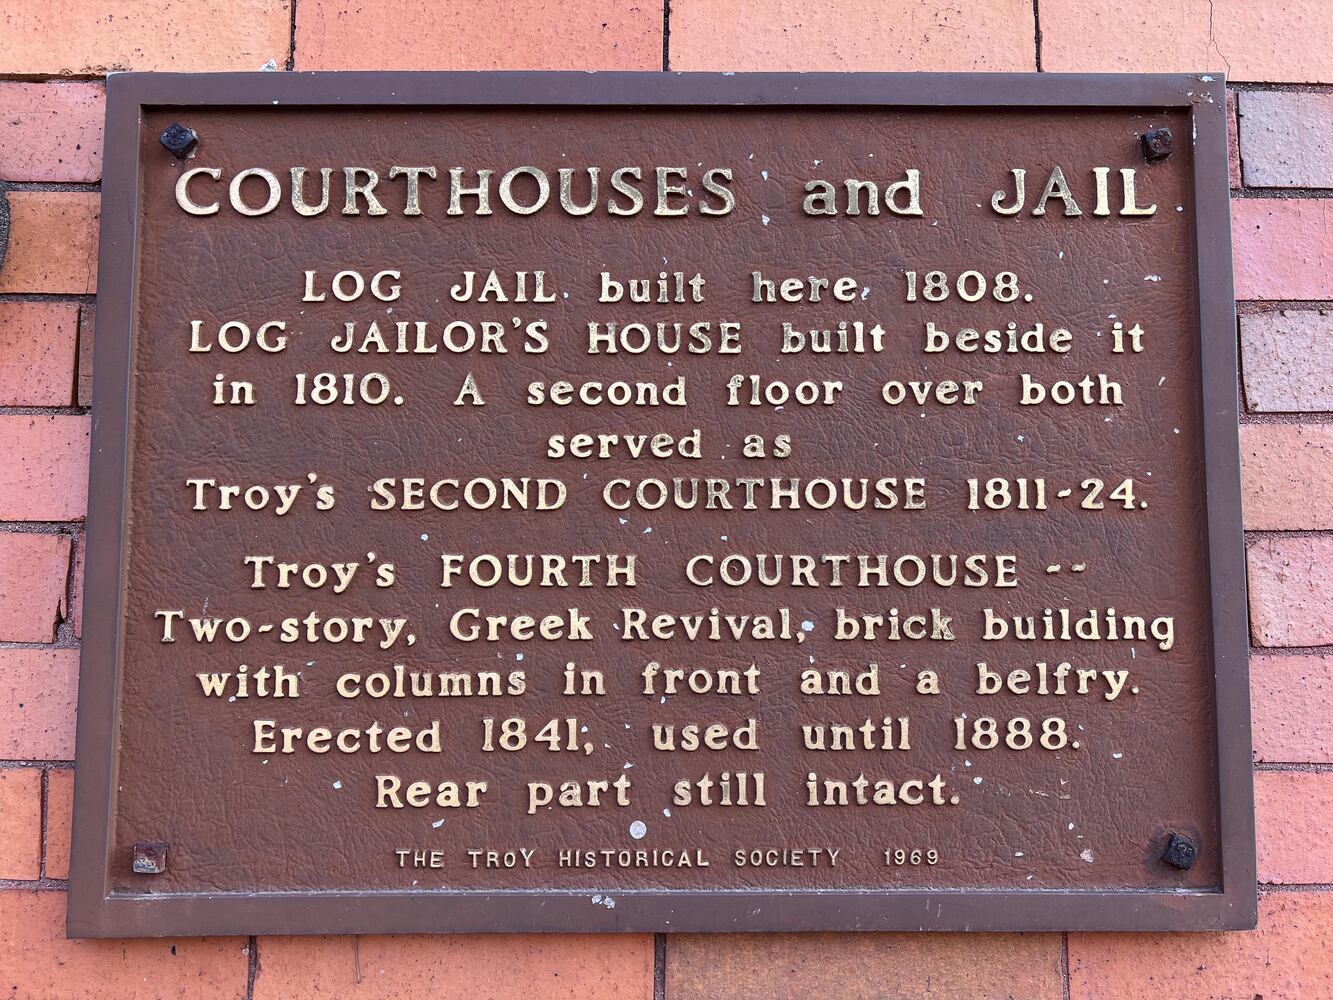 COURTHOUSES and JAIL
LOG JAIL built here, 1808.
LOG JAILOR'S HOUSE built beside it
in 1810. A second floor over both
served as
Troy's SECOND COURTHOUSE 1811-24.
Troy's FOURTH COURTHOUSE --
Two-story, Greek Revival, brick building
with columns in front and a belfry.
Erected 1841, used until 1888.
Rear part still intact.
THE TROY HISTORICAL SOCIETY 1969